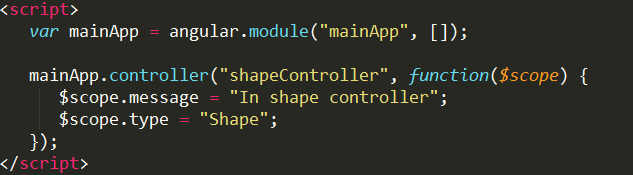 <script>
var mainApp = angular.module("mainApp", []);
mainApp.controller("shapeController", function($scope) {
$scope.message = "In shape controller";
$scope.type = "Shape";
});
</script>